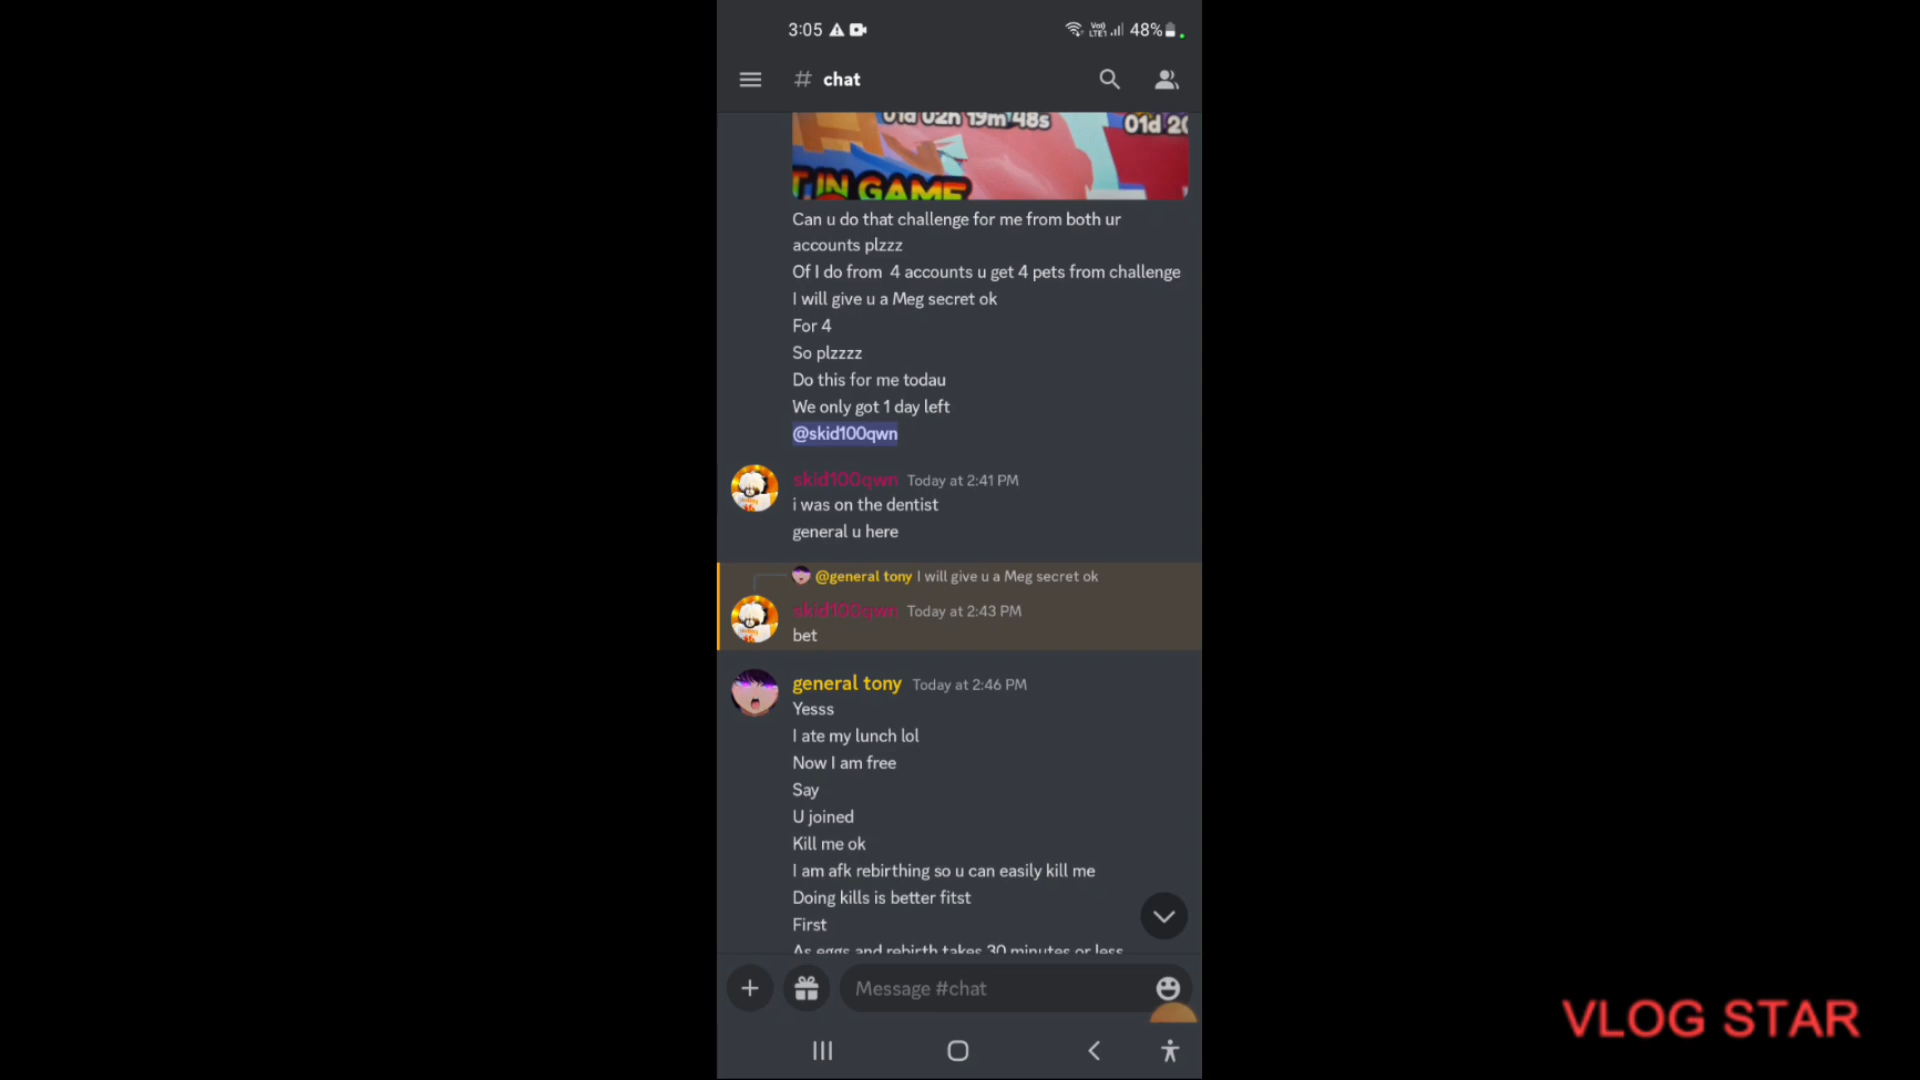 3:05
Vo) LTE1 48%
# chat
01d 02h 19m 48s
01d 20
T IN GAME
Can u do that challenge for me from both ur
accounts plzzz
Of I do from 4 accounts u get 4 pets from challenge
I will give u a Meg secret ok
For 4
So plzzzz
Do this for me todau
We only got 1 day left
@skid100qwn
skid100qwn Today at 2:41 PM
i was on the dentist
general u here
@general tony I will give u a Meg secret ok
skid100qwn Today at 2:43 PM
bet
general tony Today at 2:46 PM
Yesss
I ate my lunch lol
Now I am free
Say
U joined
Kill me ok
I am afk rebirthing so u can easily kill me
Doing kills is better fitst
First
As eggs and rebirth takes 30 minutes or less
Message #chat
VLOG STAR